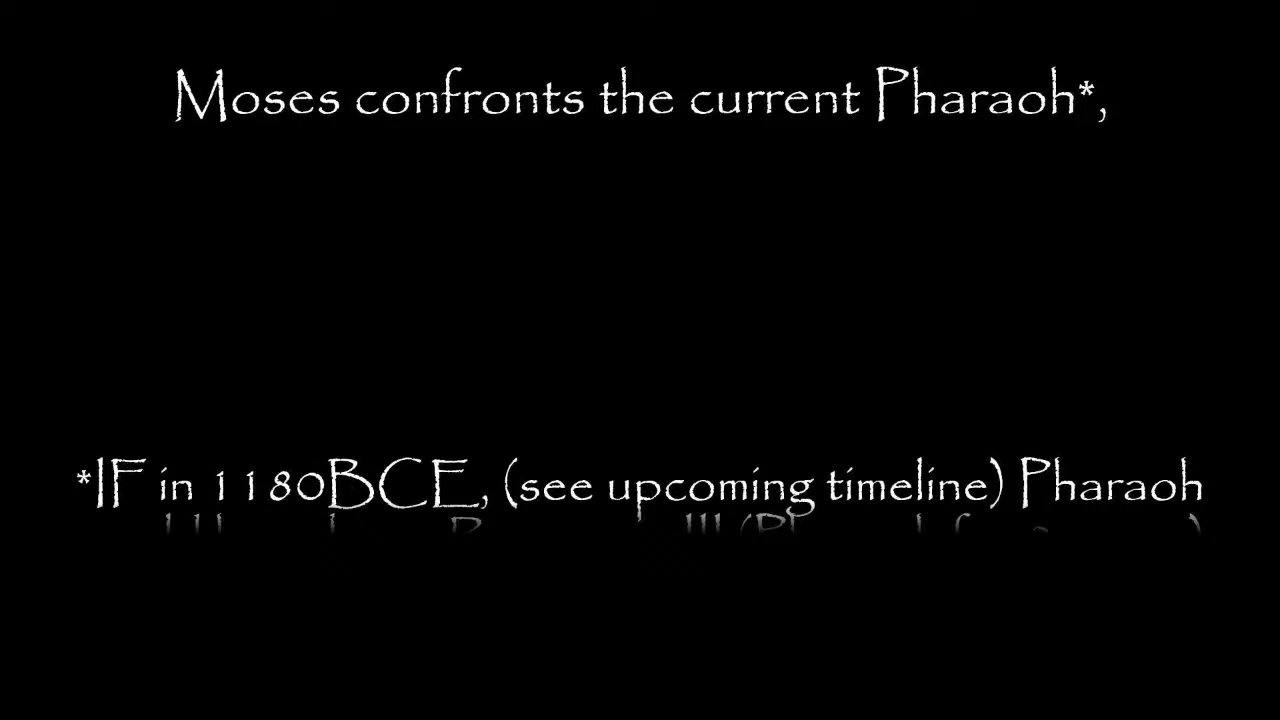 Moses confronts the current Pharaoh*,
*IF in 1180BCE, (see upcoming timeline) Pharaoh